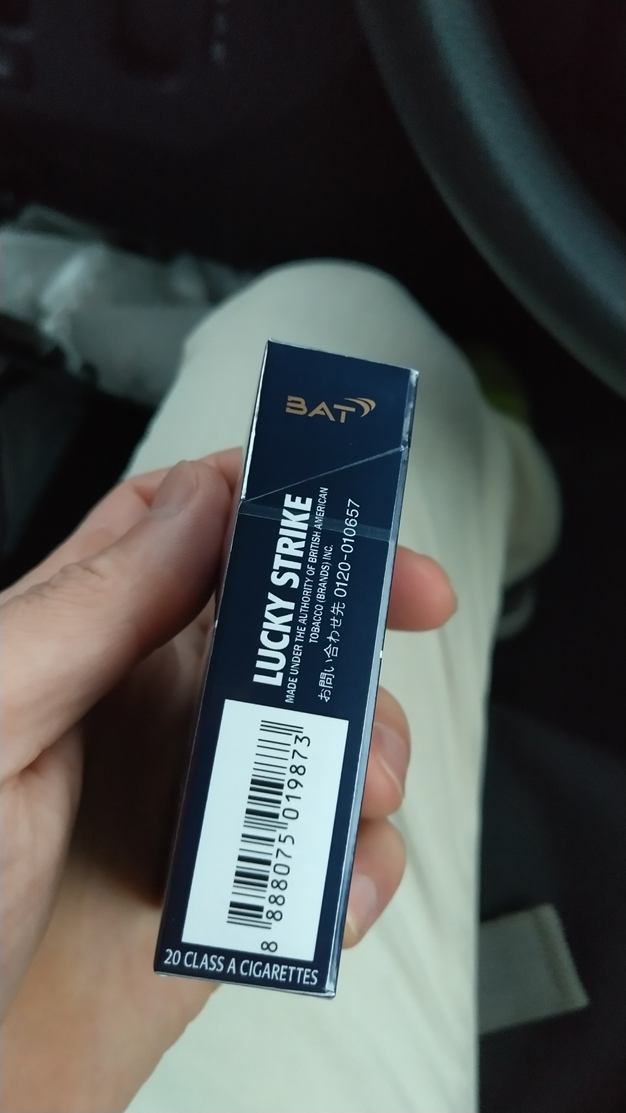 BAT
LUCKY STRIKE
MADE UNDER THE AUTHORITY OF BRITISH AMERICAN
TOBACCO (BRANDS) INC.
お問い合わせ先 0120-010657
8 888075 019873
20 CLASS A CIGARETTES